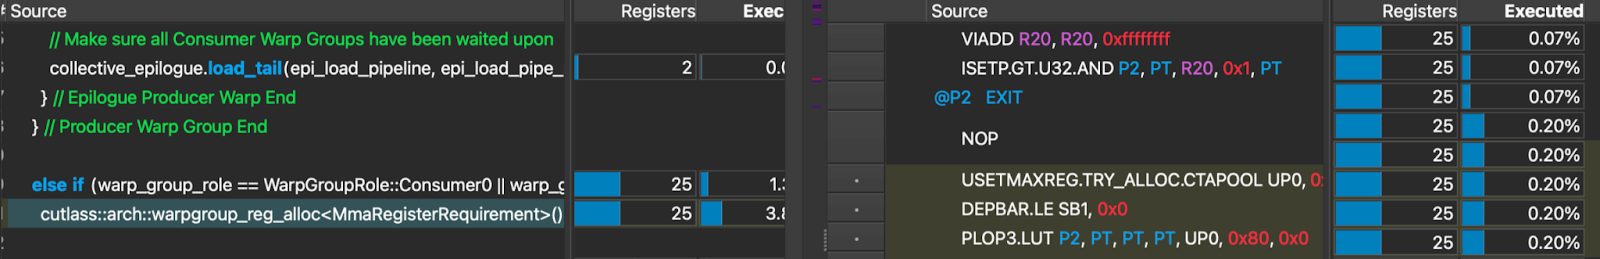 Source Registers Exec
// Make sure all Consumer Warp Groups have been waited upon
collective_epilogue.load_tail(epi_load_pipeline, epi_load_pipe_ 2 0.0
} // Epilogue Producer Warp End
} // Producer Warp Group End
else if (warp_group_role == WarpGroupRole::Consumer0 || warp_g 25 1.3
cutlass::arch::warpgroup_reg_alloc<MmaRegisterRequirement>() 25 3.8
Source Registers Executed
VIADD R20, R20, 0xffffffff 25 0.07%
ISETP.GT.U32.AND P2, PT, R20, 0x1, PT 25 0.07%
@P2 EXIT 25 0.07%
NOP 25 0.20%
25 0.20%
USETMAXREG.TRY_ALLOC.CTAPOOL UP0, 25 0.20%
DEPBAR.LE SB1, 0x0 25 0.20%
PLOP3.LUT P2, PT, PT, PT, UP0, 0x80, 0x0 25 0.20%